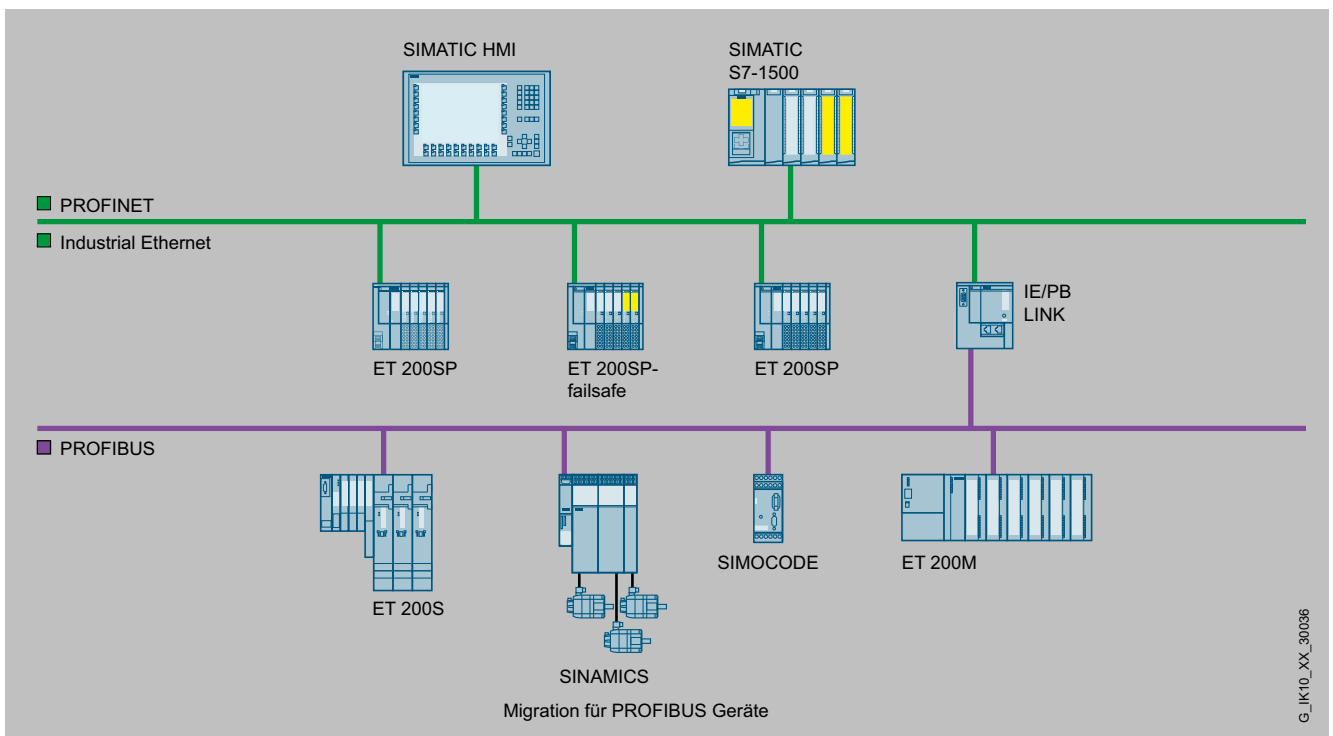 SIMATIC HMI
SIMATIC
S7-1500
PROFINET
Industrial Ethernet
ET 200SP
ET 200SP-
failsafe
ET 200SP
IE/PB
LINK
PROFIBUS
ET 200S
SINAMICS
SIMOCODE
ET 200M
Migration für PROFIBUS Geräte
G_IK10_XX_30036